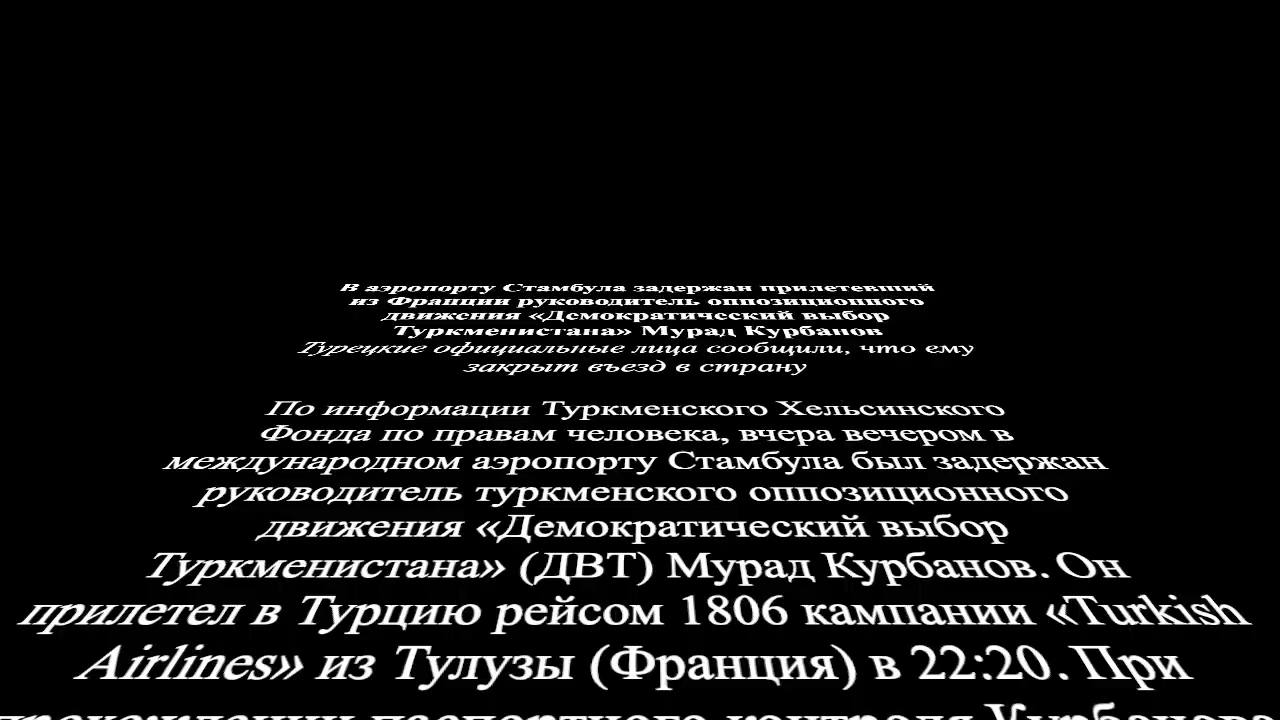 В аэропорту Стамбула задержан прилетевший
из Франции руководитель оппозиционного
движения «Демократический выбор
Туркменистана» Мурад Курбанов
Турецкие официальные лица сообщили, что ему
закрыт въезд в страну
По информации Туркменского Хельсинского
Фонда по правам человека, вчера вечером в
международном аэропорту Стамбула был задержан
руководитель туркменского оппозиционного
движения «Демократический выбор
Туркменистана» (ДВТ) Мурад Курбанов. Он
прилетел в Турцию рейсом 1806 кампании «Turkish
Airlines» из Тулузы (Франция) в 22:20. При
паспортного контроля Курбанова